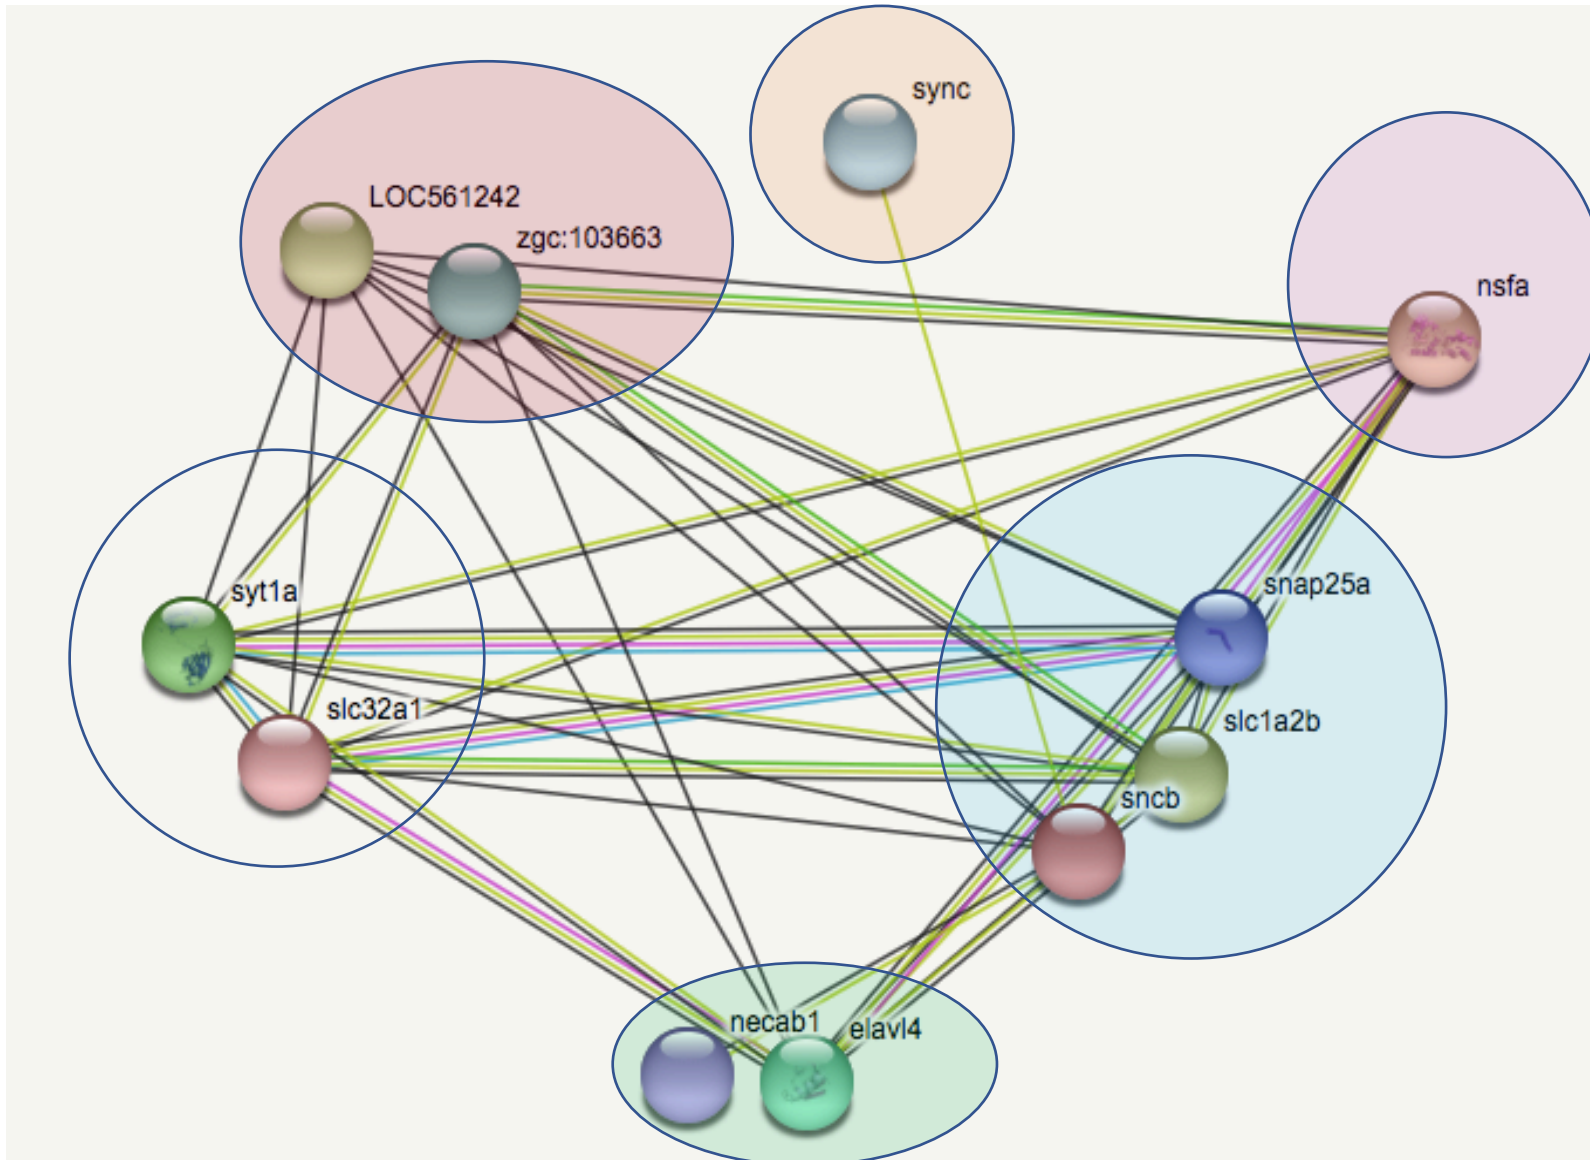 sync
LOC561242
zgc:103663
nsfa
snap25a
syt1a
slc32a1
slc1a2b
sncb
necab1
elavl4